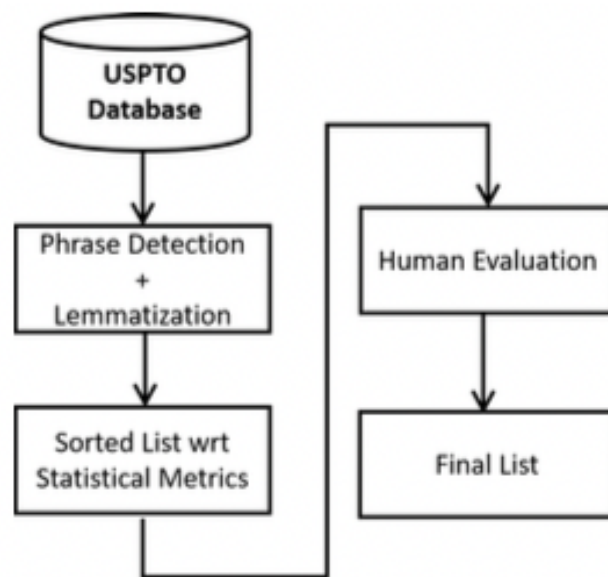 USPTO
Database
Phrase Detection
+
Lemmatization
Sorted List wrt
Statistical Metrics
Human Evaluation
Final List